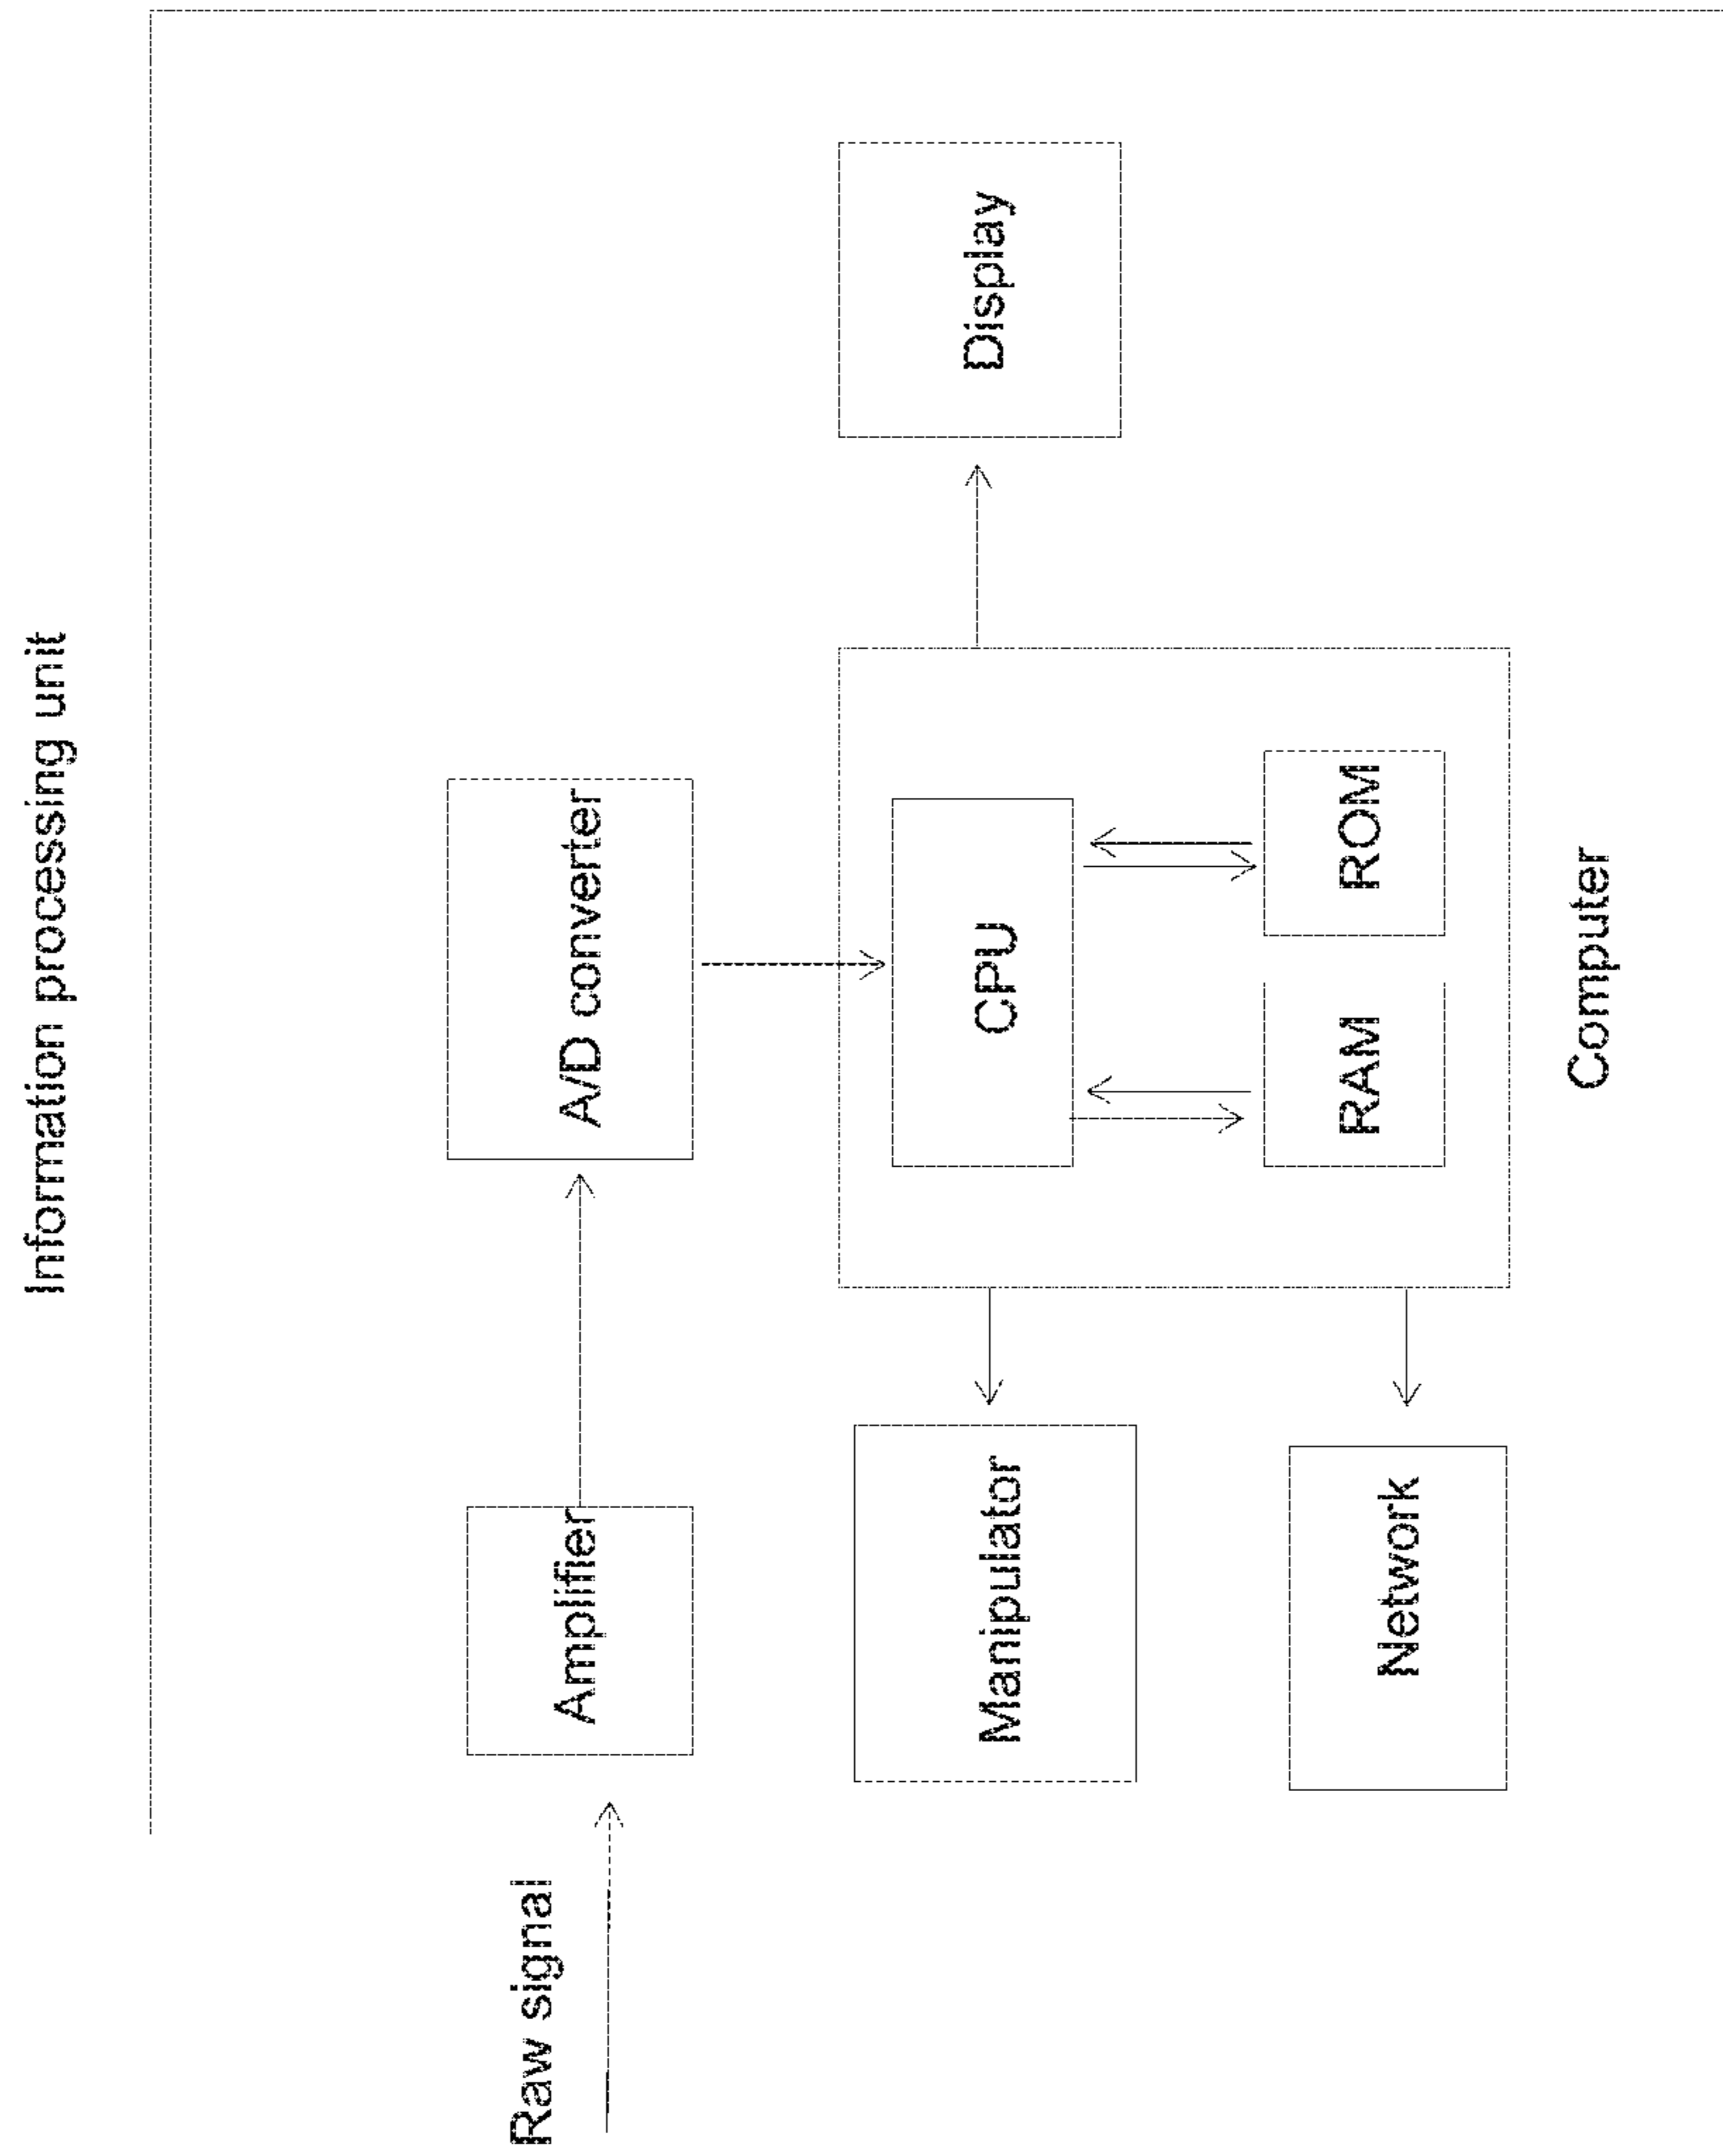 Information processing unit
Raw signal
Amplifier
A/D converter
Manipulator
CPU
Display
Network
RAM
ROM
Computer